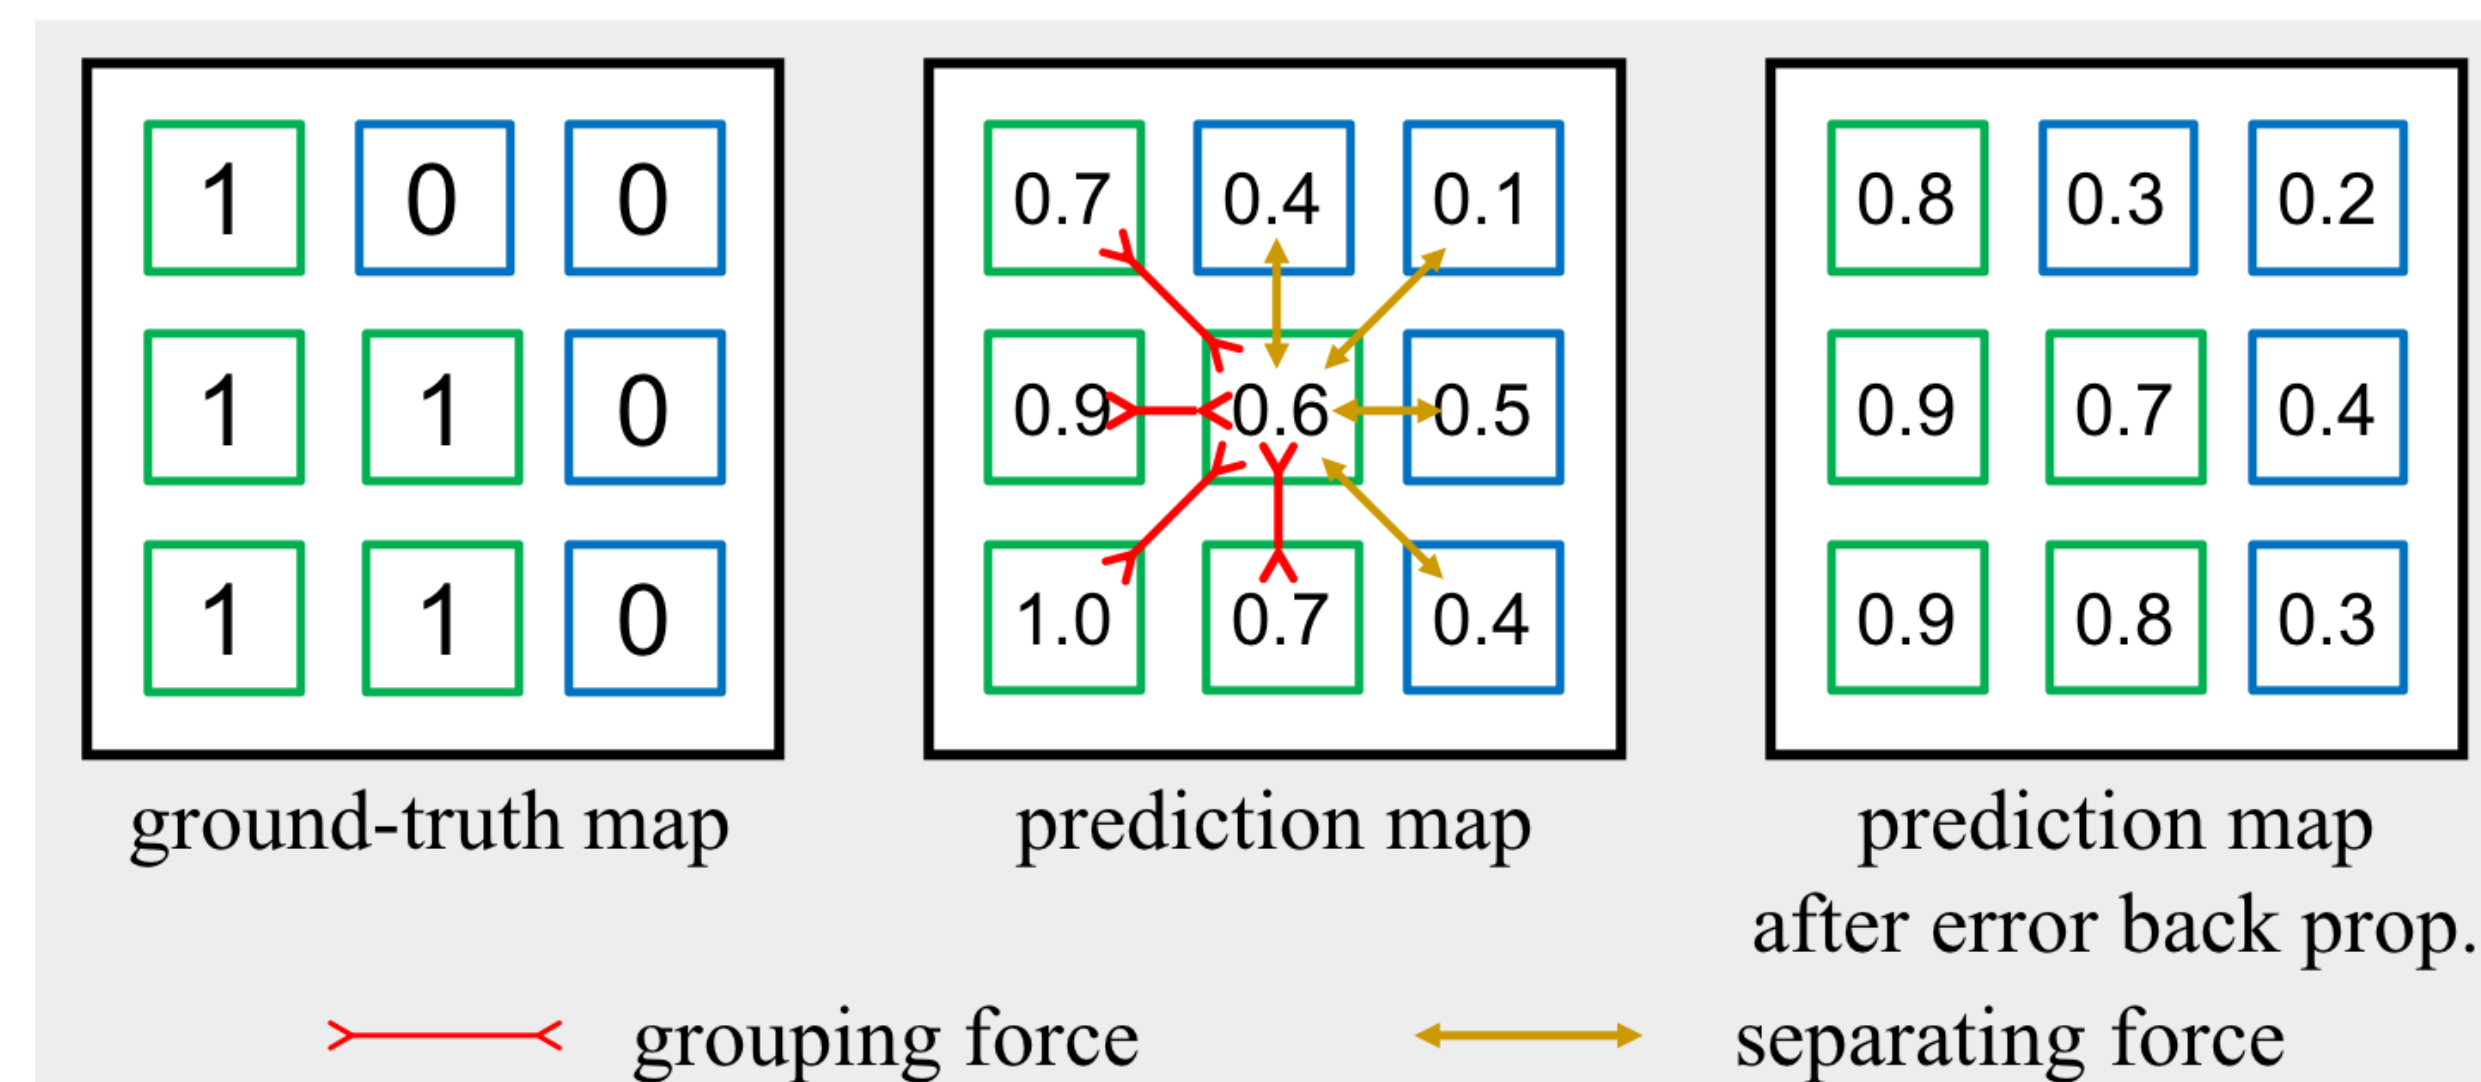 1 0 0
1 1 0
1 1 0
ground-truth map
0.7 0.4 0.1
0.9 0.6 0.5
1.0 0.7 0.4
prediction map
0.8 0.3 0.2
0.9 0.7 0.4
0.9 0.8 0.3
prediction map
after error back prop.
grouping force
separating force